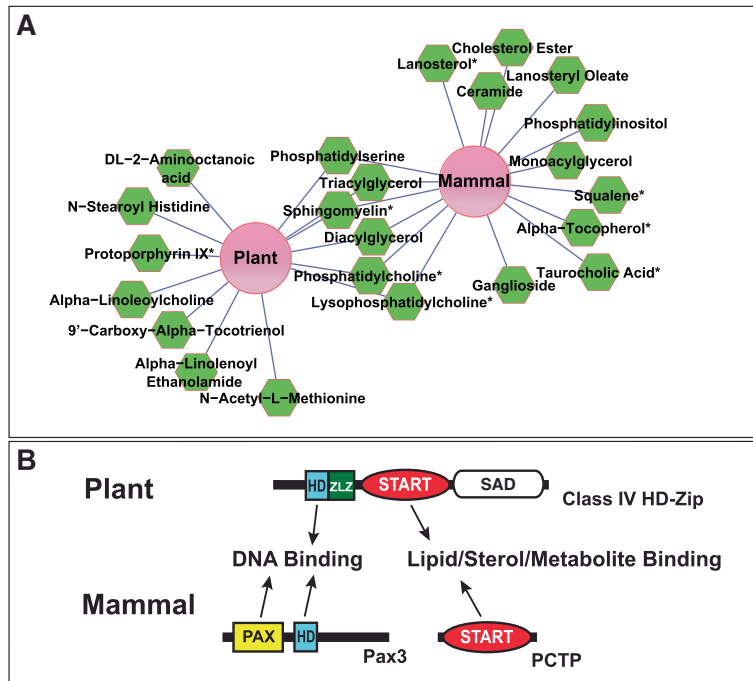 A
Cholesterol Ester
Lanosterol*
Lanosteryl Oleate
Ceramide
Phosphatidylinositol
DL−2−Aminooctanoic
acid
Phosphatidylserine
Monoacylglycerol
Triacylglycerol
Mammal
Squalene*
N−Stearoyl Histidine
Sphingomyelin*
Alpha−Tocopherol*
Diacylglycerol
Protoporphyrin IX*
Plant
Phosphatidylcholine*
Taurocholic Acid*
Ganglioside
Alpha−Linoleoylcholine
Lysophosphatidylcholine*
9'−Carboxy−Alpha−Tocotrienol
Alpha−Linolenoyl
Ethanolamide
N−Acetyl−L−Methionine
B
Plant
HD
ZLZ
START
SAD
Class IV HD-Zip
DNA Binding
Lipid/Sterol/Metabolite Binding
Mammal
PAX
HD
Pax3
START
PCTP